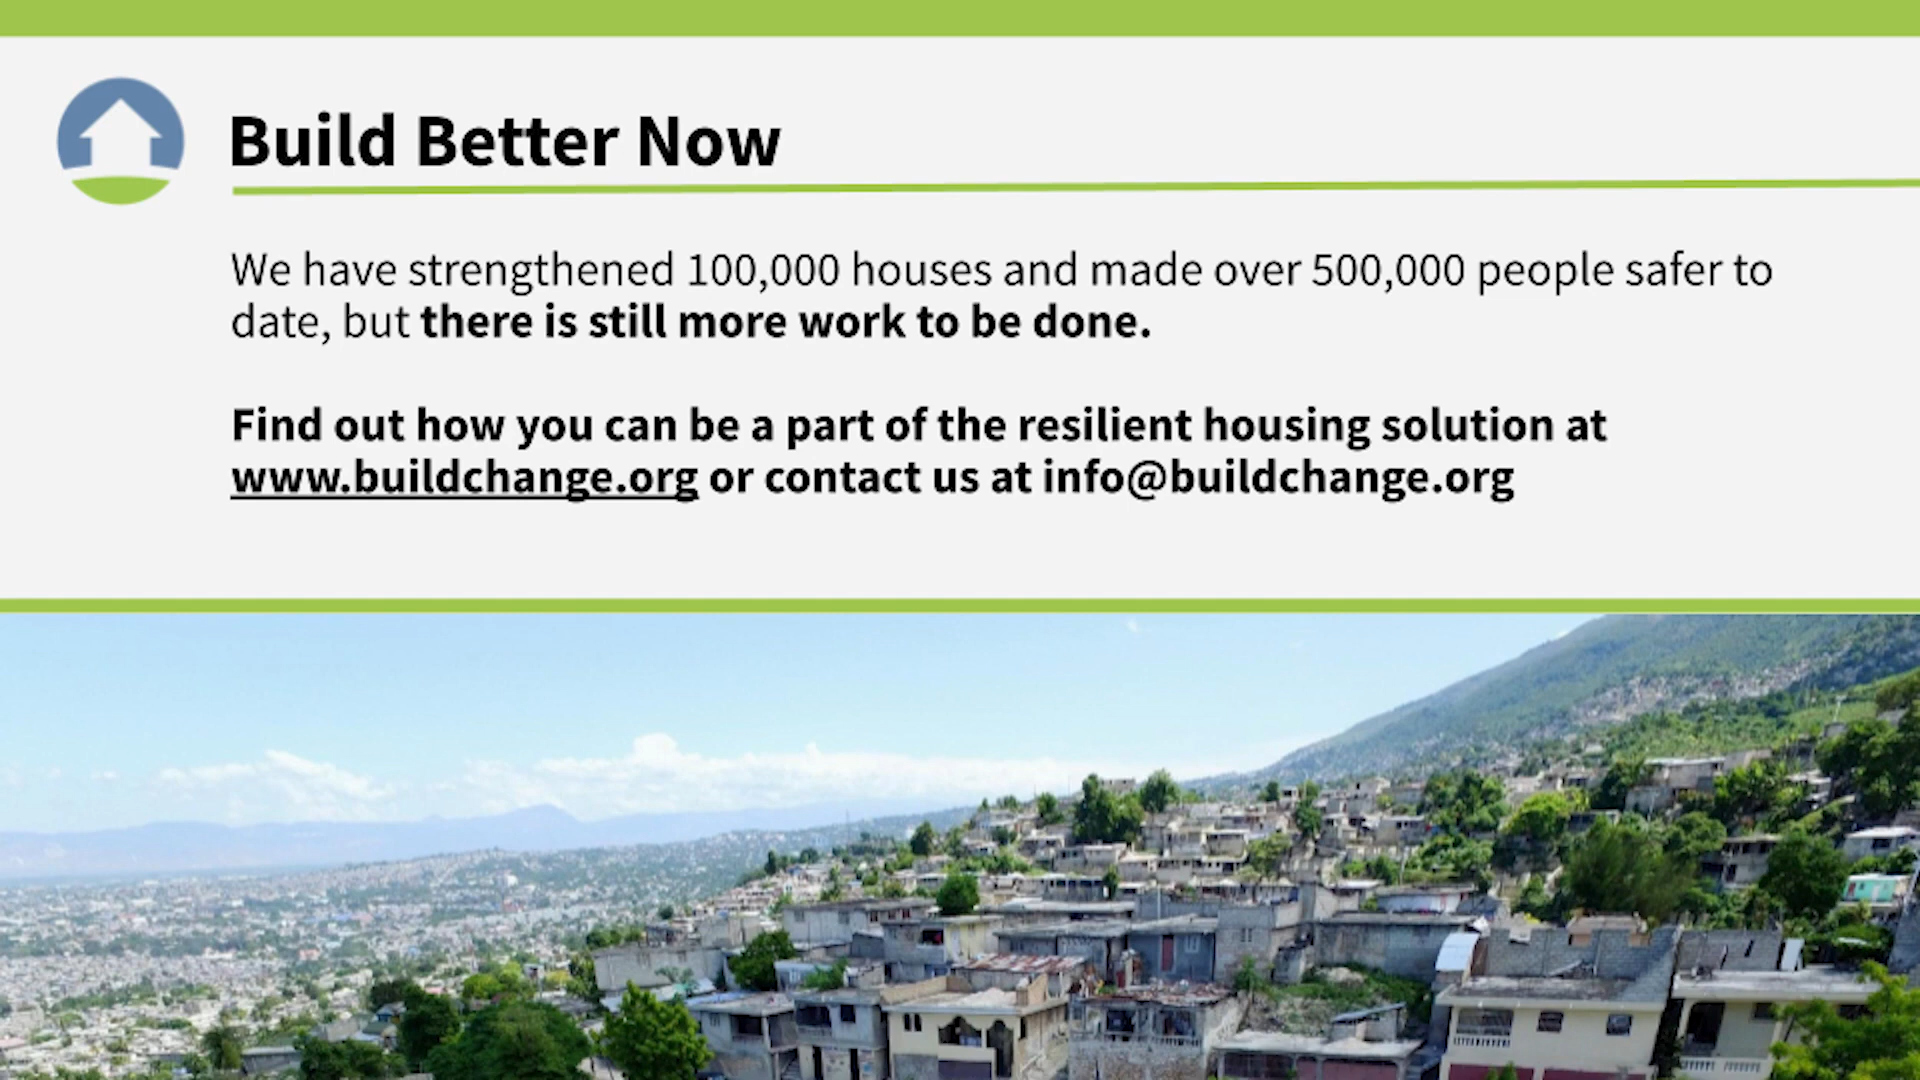 Build Better Now
We have strengthened 100,000 houses and made over 500,000 people safer to
date, but there is still more work to be done.
Find out how you can be a part of the resilient housing solution at
www.buildchange.org or contact us at info@buildchange.org